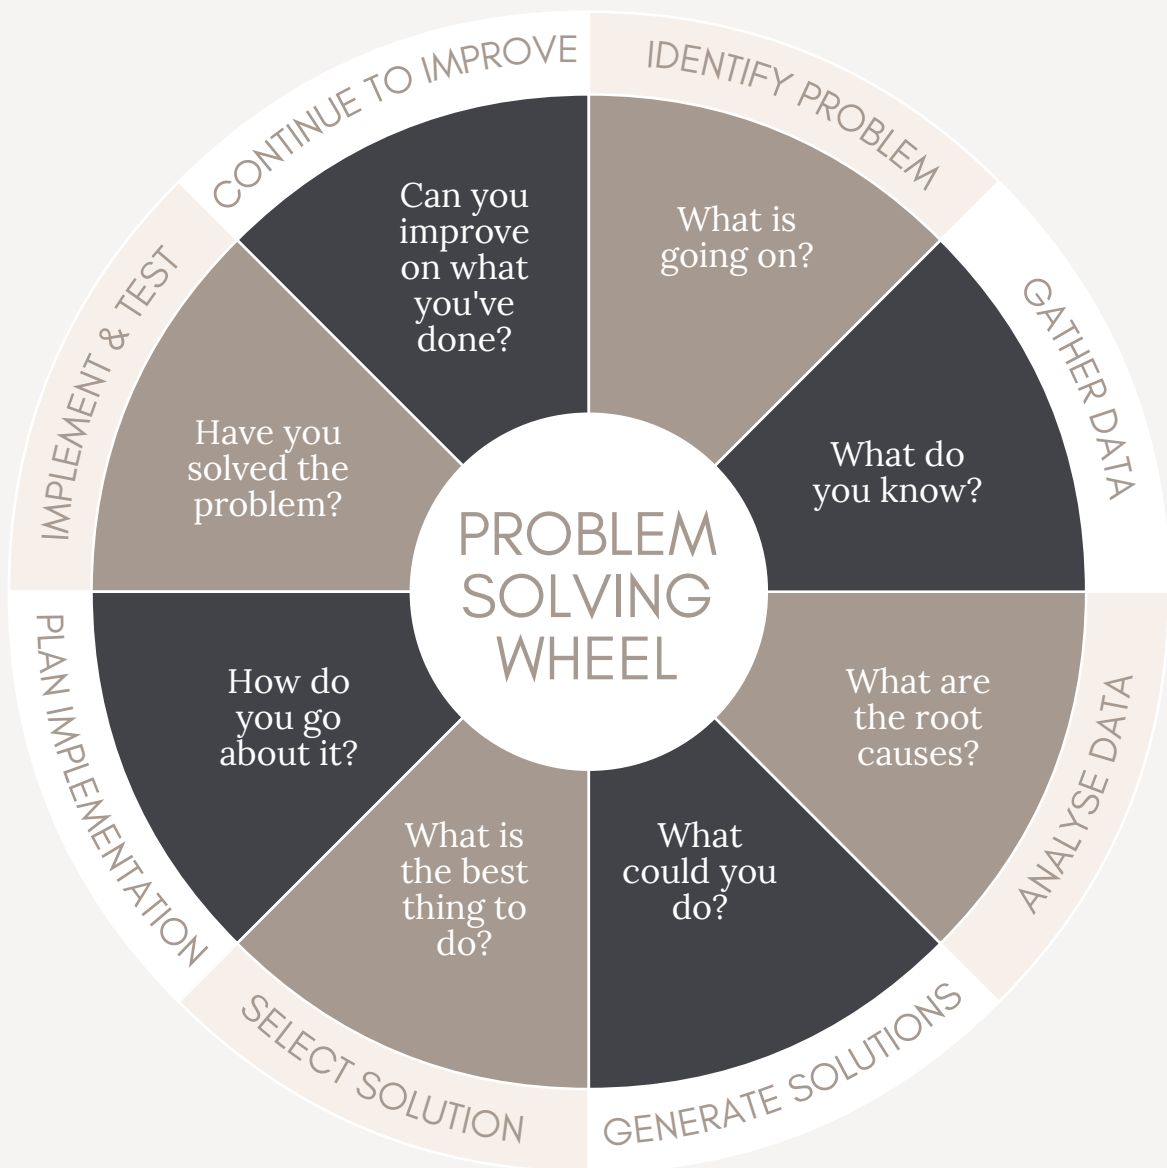 PROBLEM
SOLVING
WHEEL
IDENTIFY PROBLEM
What is
going on?
GATHER DATA
What do
you know?
ANALYSE DATA
What are
the root
causes?
GENERATE SOLUTIONS
What
could you
do?
SELECT SOLUTION
What is
the best
thing to
do?
PLAN IMPLEMENTATION
How do
you go
about it?
IMPLEMENT & TEST
Have you
solved the
problem?
CONTINUE TO IMPROVE
Can you
improve
on what
you've
done?